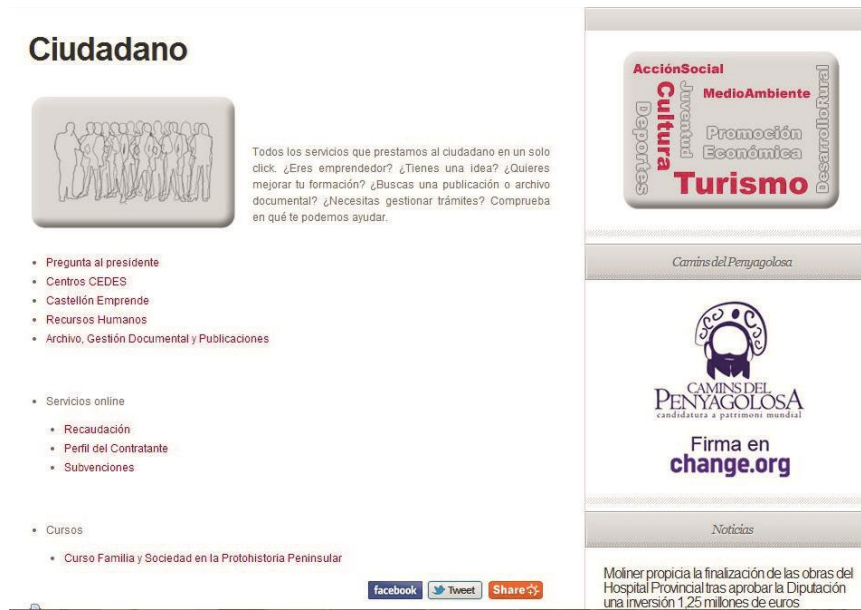 Ciudadano
Todos los servicios que prestamos al ciudadano en un solo
click. ¿Eres emprendedor? ¿Tienes una idea? ¿Quieres
mejorar tu formación? ¿Buscas una publicación o archivo
documental? ¿Necesitas gestionar trámites? Comprueba
en qué te podemos ayudar.
Pregunta al presidente
Centros CEDES
Castellón Emprende
Recursos Humanos
Archivo, Gestión Documental y Publicaciones
Servicios online
Recaudación
Perfil del Contratante
Subvenciones
Cursos
Curso Familia y Sociedad en la Protohistoria Peninsular
facebook
Tweet
Share
AcciónSocial
MedioAmbiente
Cultura
Juventud
Deportes
Promoción
Económica
DesarrolloRural
Turismo
Camins del Penyagolosa
CAMINS DEL
PENYAGOLOSA
candidatura a patrimoni mundial
Firma en
change.org
Noticias
Moliner propicia la finalización de las obras del
Hospital Provincial tras aprobar la Diputación
una inversión 1,25 millones de euros